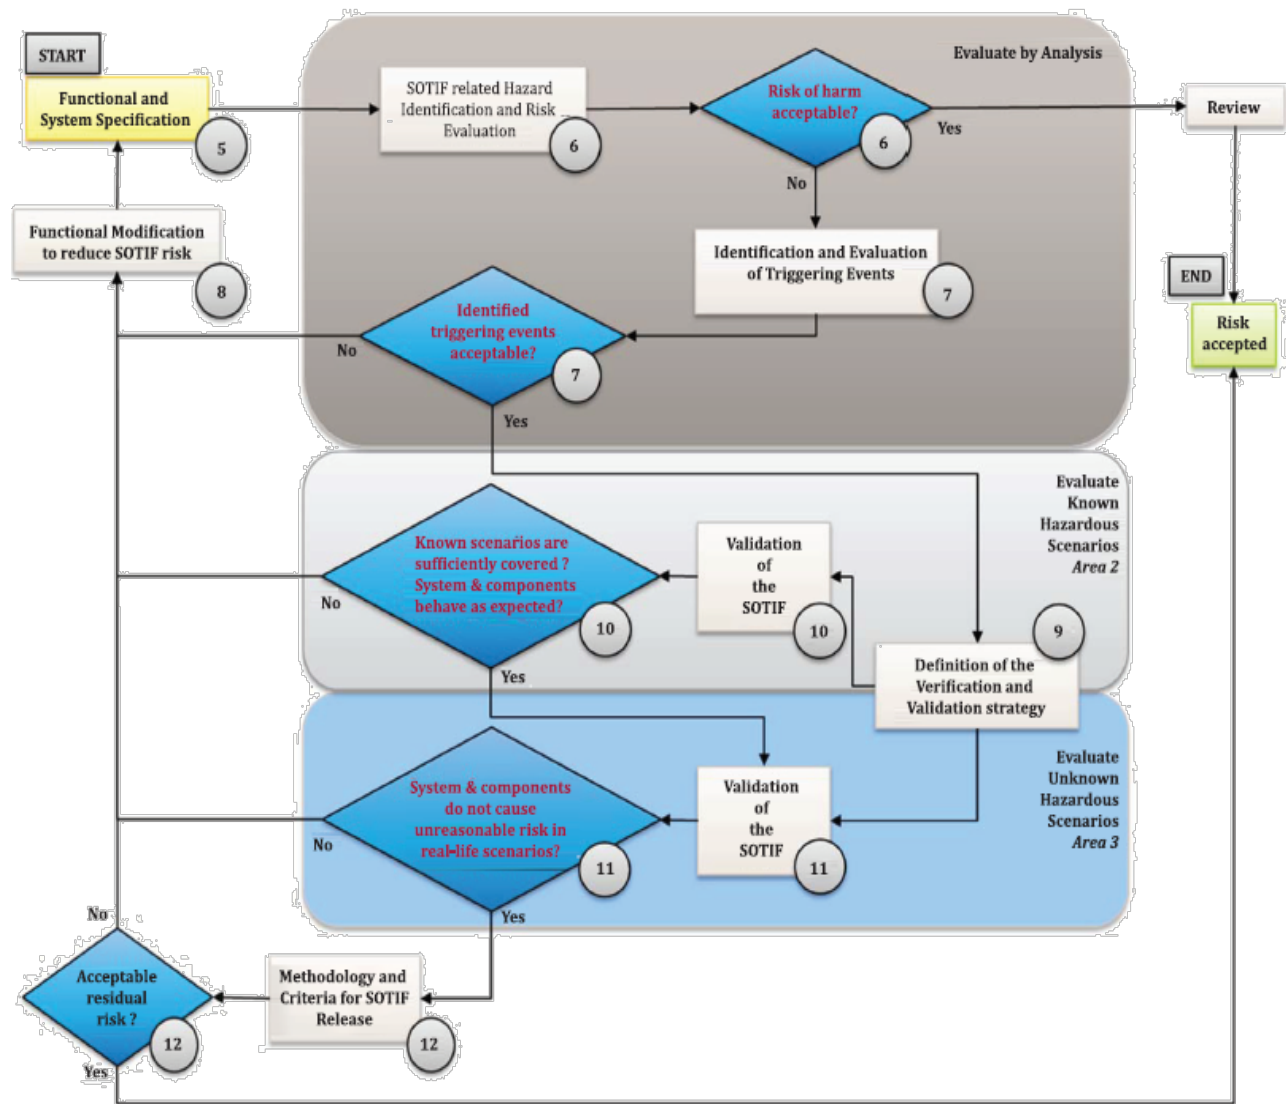 START
Functional and
System Specification
5
SOTIF related Hazard
Identification and Risk
Evaluation
6
Risk of harm
acceptable?
6
Yes
No
Evaluate by Analysis
Review
Functional Modification
to reduce SOTIF risk
8
Identification and Evaluation
of Triggering Events
7
END
Risk
accepted
Identified
triggering events
acceptable?
7
No
Yes
Evaluate
Known
Hazardous
Scenarios
Area 2
Known scenarios are
sufficiently covered ?
System & components
behave as expected?
10
No
Yes
Validation
of
the
SOTIF
10
9
Definition of the
Verification and
Validation strategy
Evaluate
Unknown
Hazardous
Scenarios
Area 3
System & components
do not cause
unreasonable risk in
real-life scenarios?
11
No
Yes
Validation
of
the
SOTIF
11
No
Acceptable
residual
risk ?
12
Yes
Methodology and
Criteria for SOTIF
Release
12